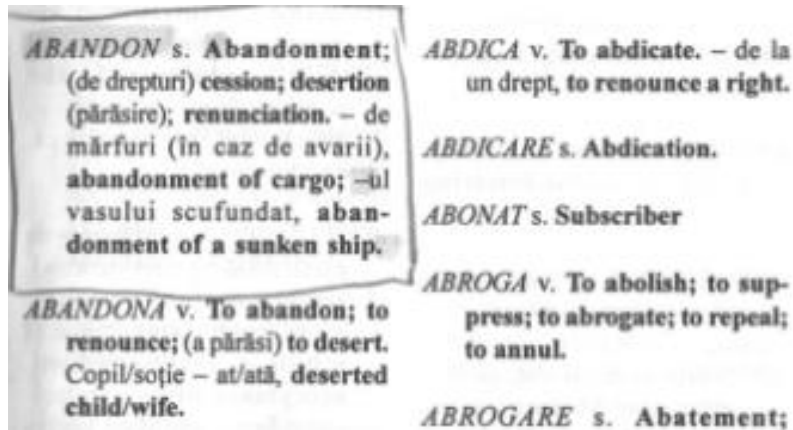 ABANDON s. Abandonment;
(de drepturi) cession; desertion
(părăsire); renunciation. – de
mărfuri (în caz de avarii),
abandonment of cargo; –ul
vasului scufundat, aban-
donment of a sunken ship.
ABANDONA v. To abandon; to
renounce; (a părăsi) to desert.
Copil/soție – at/ată, deserted
child/wife.
ABDICA v. To abdicate. – de la
un drept, to renounce a right.
ABDICARE s. Abdication.
ABONAT s. Subscriber
ABROGA v. To abolish; to sup-
press; to abrogate; to repeal;
to annul.
ABROGARE s. Abatement;